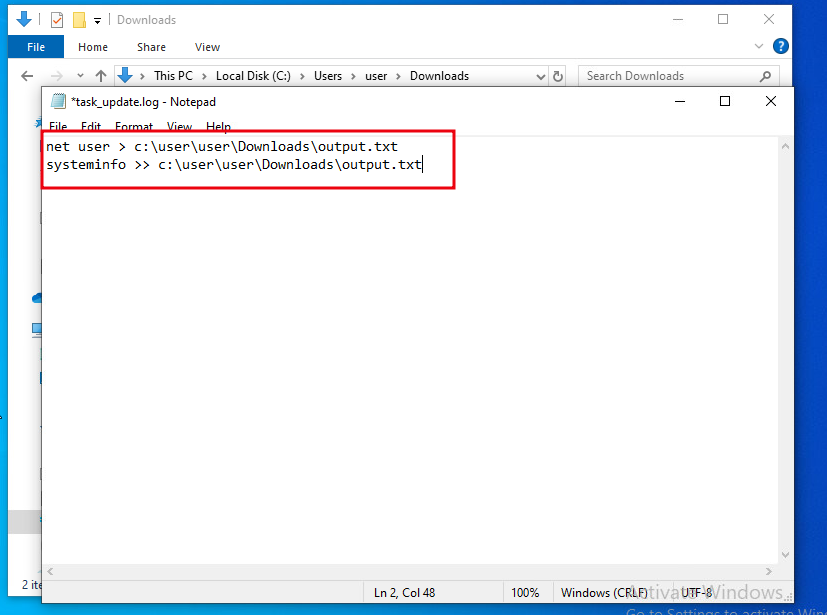 Downloads
File Home Share View
This PC Local Disk (C:) Users user Downloads
Search Downloads
*task_update.log - Notepad
File Edit Format View Help
net user > c:\user\user\Downloads\output.txt
systeminfo >> c:\user\user\Downloads\output.txt
2 ite
Ln 2, Col 48 100% Windows (CRLF) UTF-8
Activate Windows
Go to Settings to activate Win